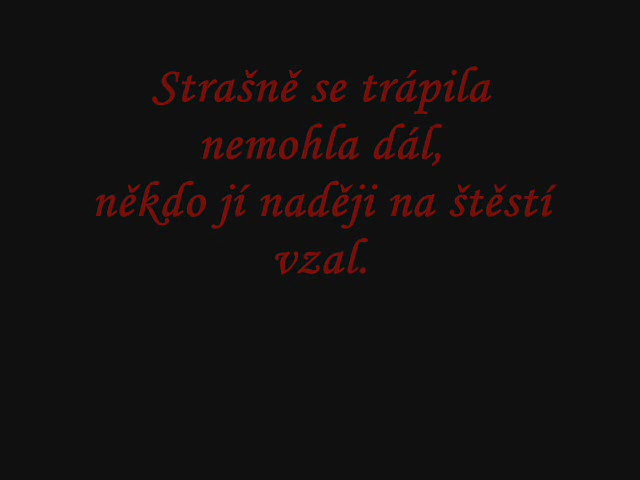 Strašně se trápila
nemohla dál,
někdo jí naději na štěstí
vzal.